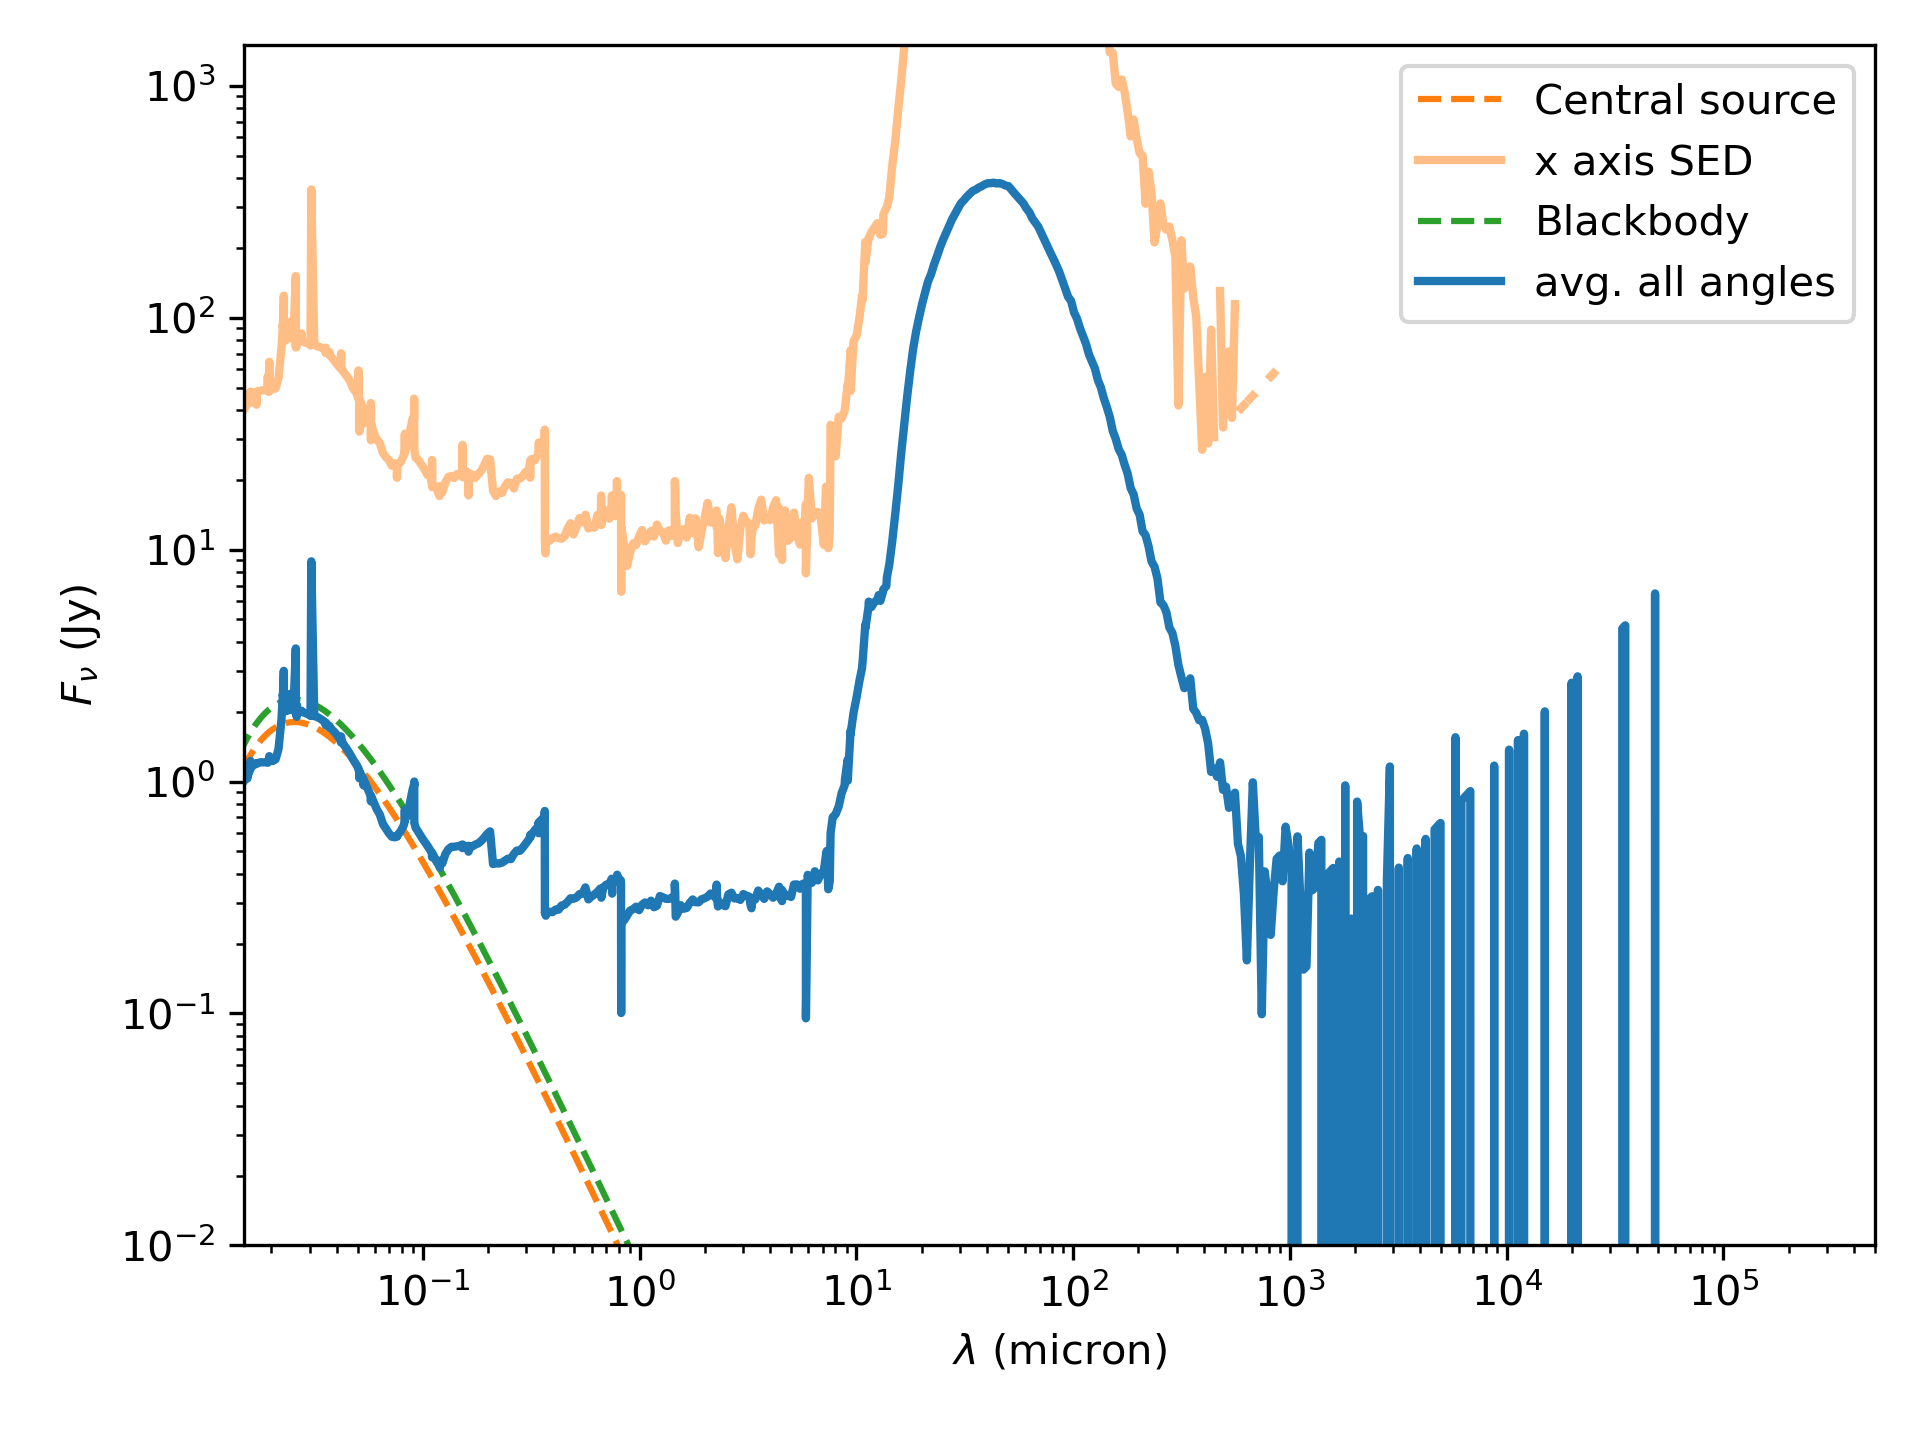 10³
10²
10¹
10⁰
10⁻¹
10⁻²
F_ν (Jy)
Central source
x axis SED
Blackbody
avg. all angles
10⁻¹ 10⁰ 10¹ 10² 10³ 10⁴ 10⁵
λ (micron)